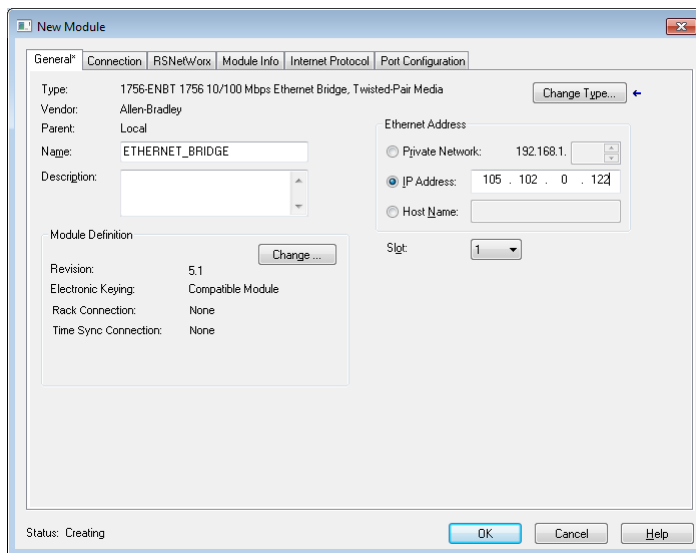 New Module
General* Connection RSNetWorx Module Info Internet Protocol Port Configuration
Type: 1756-ENBT 1756 10/100 Mbps Ethernet Bridge, Twisted-Pair Media
Change Type...
Vendor: Allen-Bradley
Parent: Local
Name: ETHERNET_BRIDGE
Description:
Ethernet Address
Private Network: 192.168.1.
IP Address: 105 . 102 . 0 . 122
Host Name:
Slot: 1
Module Definition
Change ...
Revision: 5.1
Electronic Keying: Compatible Module
Rack Connection: None
Time Sync Connection: None
Status: Creating
OK Cancel Help